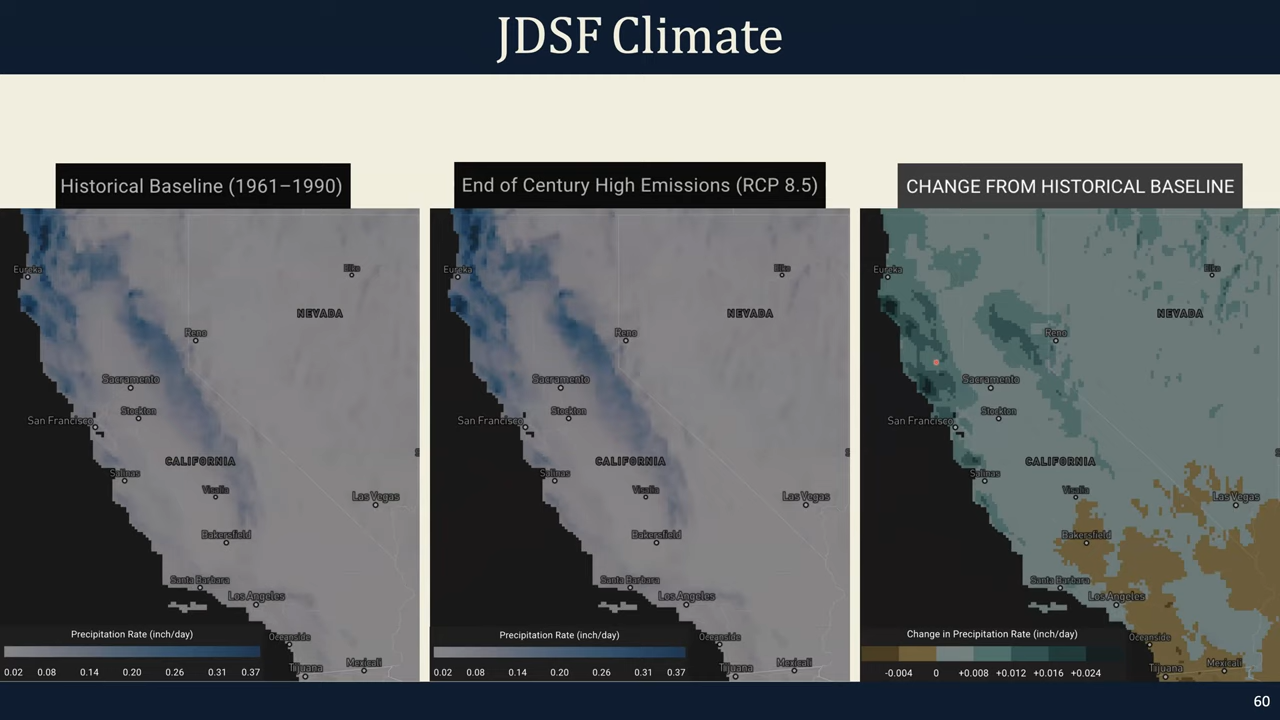 JDSF Climate
Historical Baseline (1961–1990)
Eureka
Elko
NEVADA
Reno
Sacramento
Stockton
San Francisco
CALIFORNIA
Salinas
Visalia
Las Vegas
Bakersfield
Santa Barbara
Los Angeles
Oceanside
Tijuana
Mexicali
Precipitation Rate (inch/day)
0.02 0.08 0.14 0.20 0.26 0.31 0.37
End of Century High Emissions (RCP 8.5)
Eureka
Elko
NEVADA
Reno
Sacramento
Stockton
San Francisco
CALIFORNIA
Salinas
Visalia
Las Vegas
Bakersfield
Santa Barbara
Los Angeles
Oceanside
Tijuana
Mexicali
Precipitation Rate (inch/day)
0.02 0.08 0.14 0.20 0.26 0.31 0.37
CHANGE FROM HISTORICAL BASELINE
Eureka
Elko
NEVADA
Reno
Sacramento
Stockton
San Francisco
CALIFORNIA
Salinas
Visalia
Las Vegas
Bakersfield
Santa Barbara
Los Angeles
Oceanside
Tijuana
Mexicali
Change in Precipitation Rate (inch/day)
-0.004 0 +0.008 +0.012 +0.016 +0.024
60